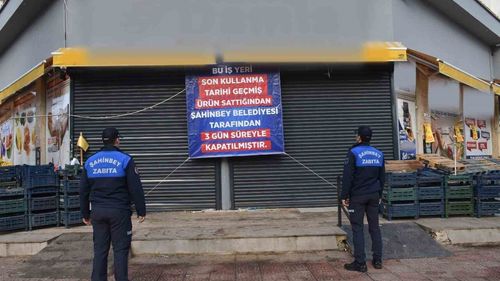 BU İŞ YERİ
SON KULLANMA
TARİHİ GEÇMİŞ
ÜRÜN SATTIĞINDAN
ŞAHİNBEY BELEDİYESİ
TARAFINDAN
3 GÜN SÜREYLE
KAPATILMIŞTIR.
ŞAHİNBEY
ZABITA
ŞAHİNBEY
ZABITA